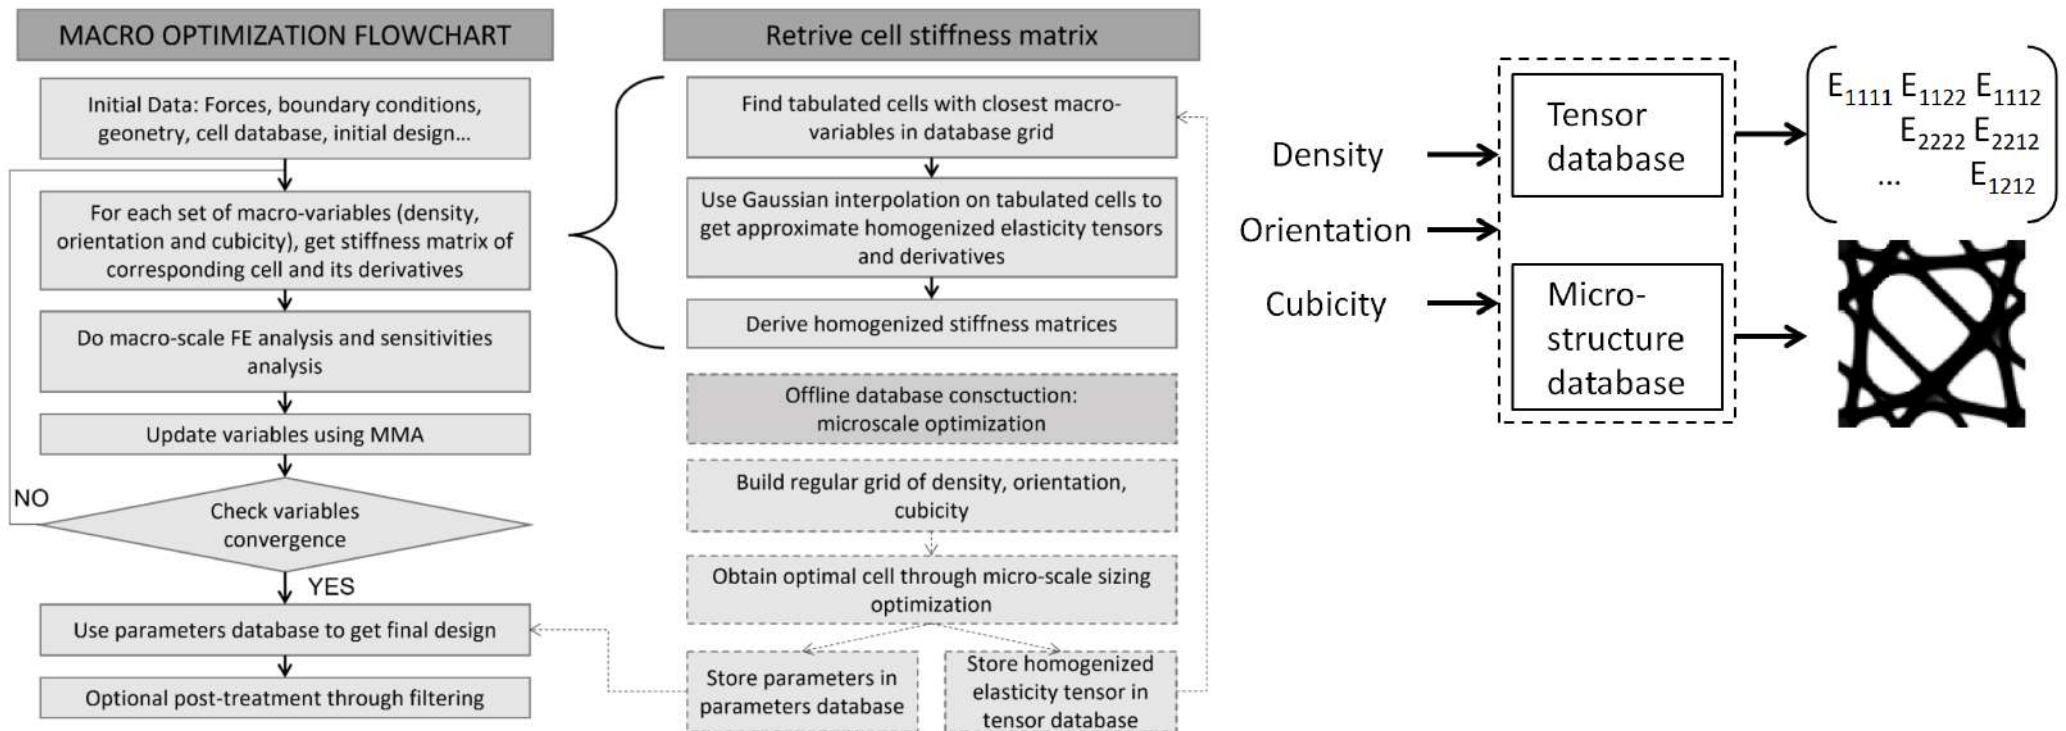 MACRO OPTIMIZATION FLOWCHART
Initial Data: Forces, boundary conditions,
geometry, cell database, initial design...
For each set of macro-variables (density,
orientation and cubicity), get stiffness matrix of
corresponding cell and its derivatives
Do macro-scale FE analysis and sensitivities
analysis
Update variables using MMA
NO
Check variables
convergence
YES
Use parameters database to get final design
Optional post-treatment through filtering
Retrive cell stiffness matrix
Find tabulated cells with closest macro-
variables in database grid
Use Gaussian interpolation on tabulated cells to
get approximate homogenized elasticity tensors
and derivatives
Derive homogenized stiffness matrices
Offline database consctuction:
microscale optimization
Build regular grid of density, orientation,
cubicity
Obtain optimal cell through micro-scale sizing
optimization
Store parameters in
parameters database
Store homogenized
elasticity tensor in
tensor database
Density
Orientation
Cubicity
Tensor
database
Micro-
structure
database
E1111 E1122 E1112
E2222 E2212
... E1212